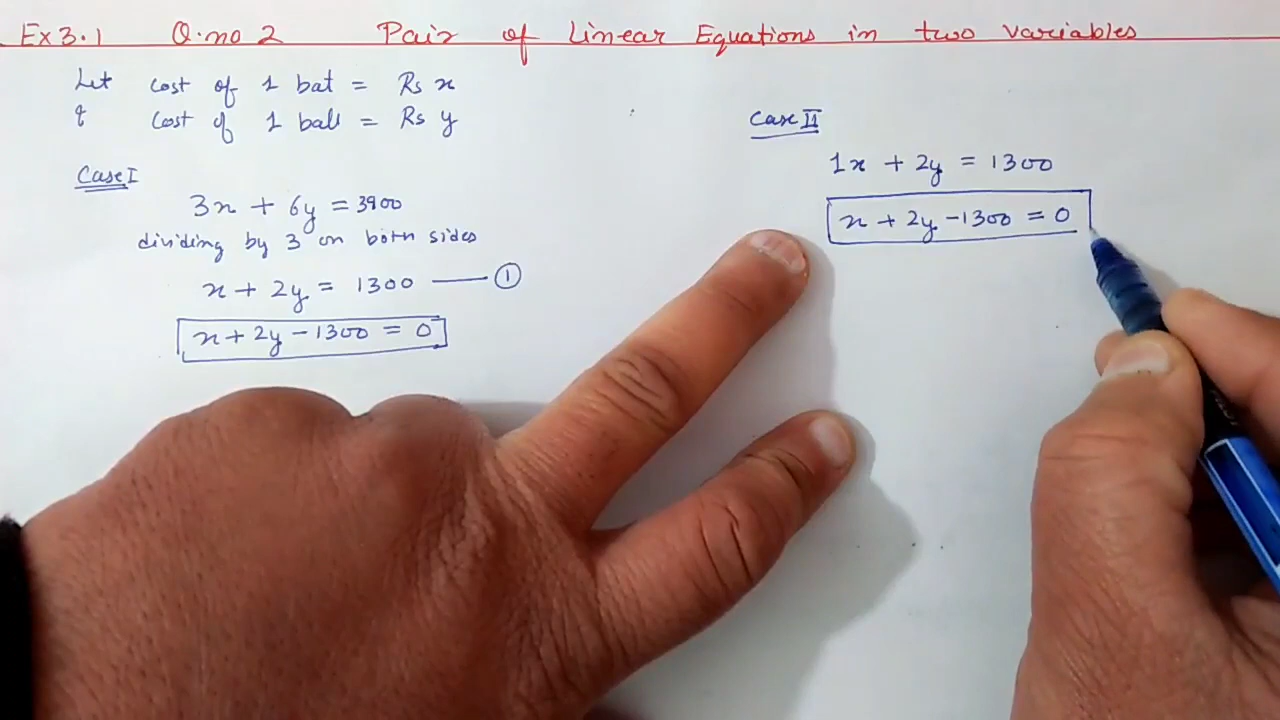 Ex 3.1 Q.no 2 Pair of Linear Equations in two variables
Let cost of 1 bat = Rs x
& cost of 1 ball = Rs y
Case I
3x + 6y = 3900
dividing by 3 on both sides
x + 2y = 1300 —— ①
x + 2y - 1300 = 0
Case II
1x + 2y = 1300
x + 2y - 1300 = 0